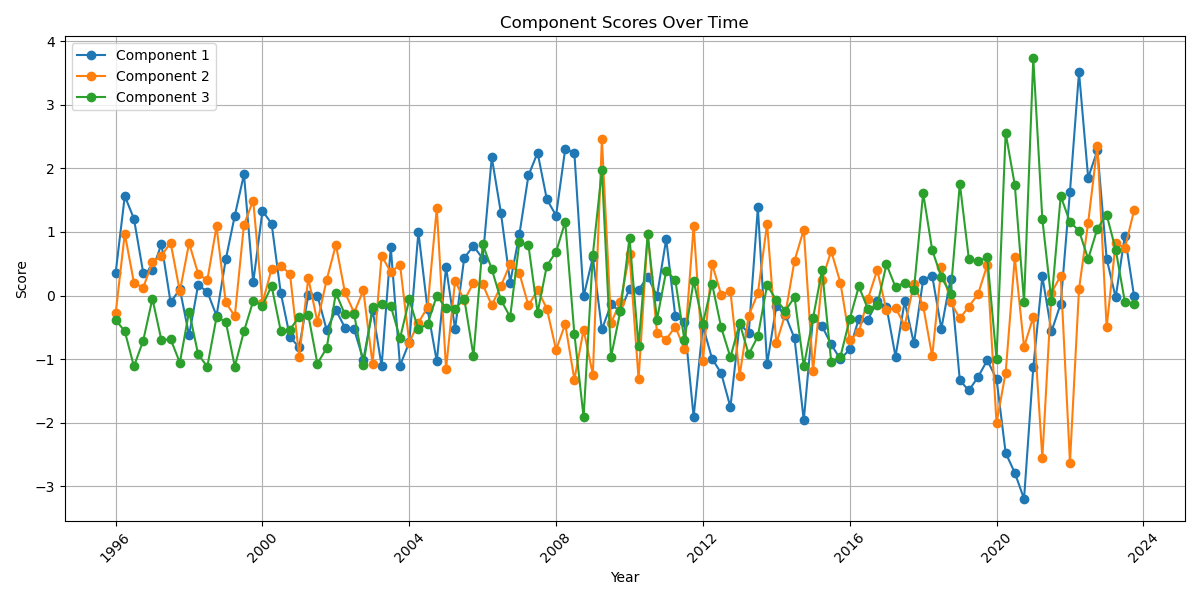 Component Scores Over Time
Component 1
Component 2
Component 3
Score
4
3
2
1
0
−1
−2
−3
1996
2000
2004
2008
2012
2016
2020
2024
Year